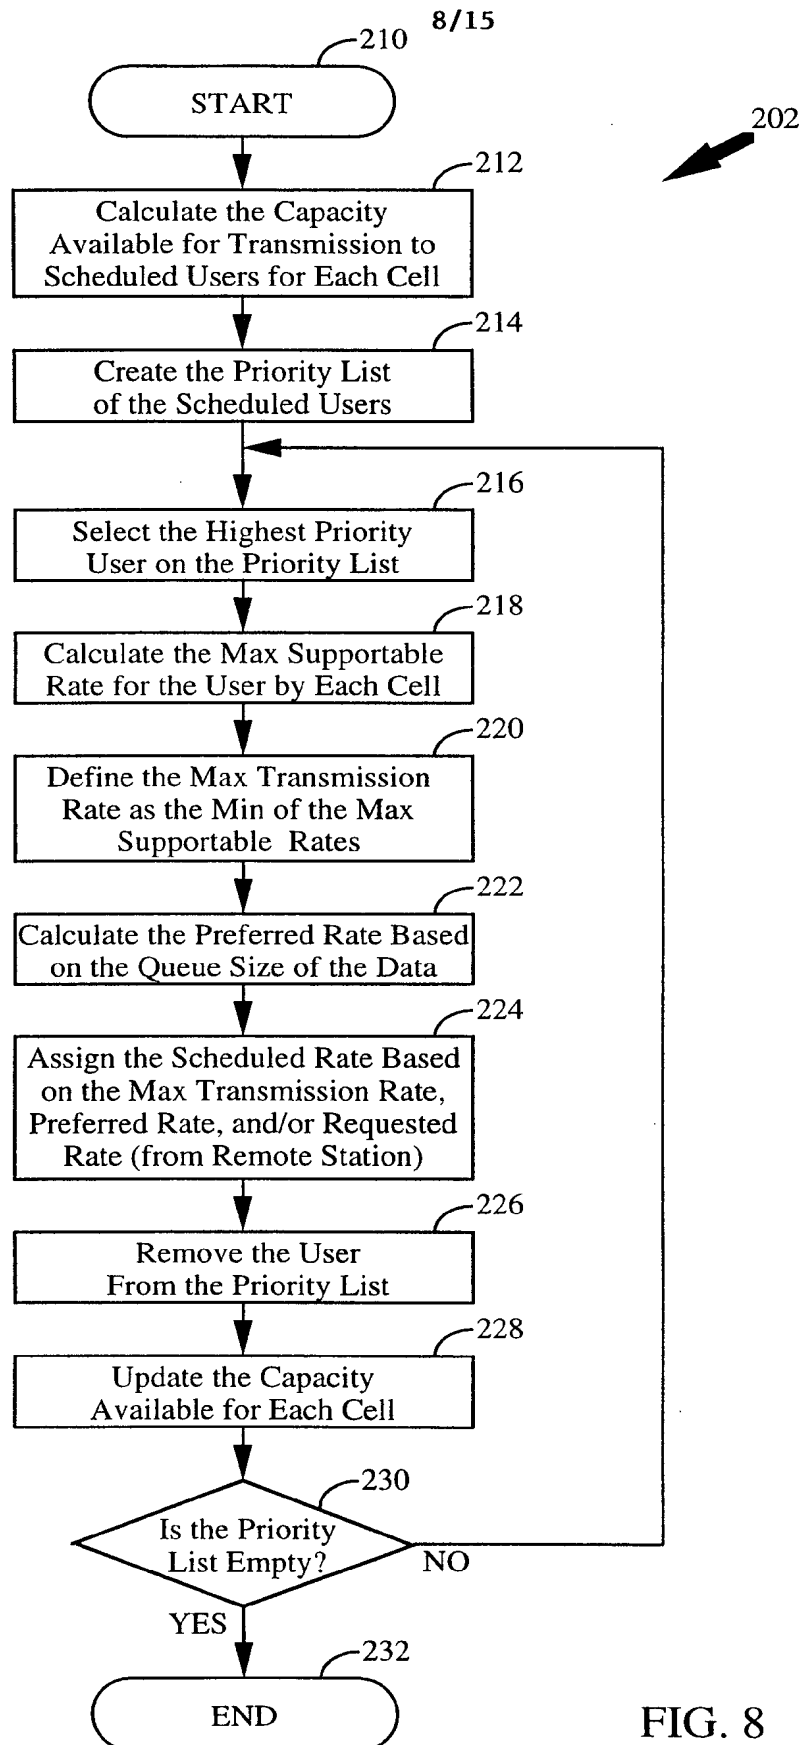 8/15
210
START
202
212
Calculate the Capacity
Available for Transmission to
Scheduled Users for Each Cell
214
Create the Priority List
of the Scheduled Users
216
Select the Highest Priority
User on the Priority List
218
Calculate the Max Supportable
Rate for the User by Each Cell
220
Define the Max Transmission
Rate as the Min of the Max
Supportable Rates
222
Calculate the Preferred Rate Based
on the Queue Size of the Data
224
Assign the Scheduled Rate Based
on the Max Transmission Rate,
Preferred Rate, and/or Requested
Rate (from Remote Station)
226
Remove the User
From the Priority List
228
Update the Capacity
Available for Each Cell
230
Is the Priority
List Empty?
NO
YES
232
END
FIG. 8